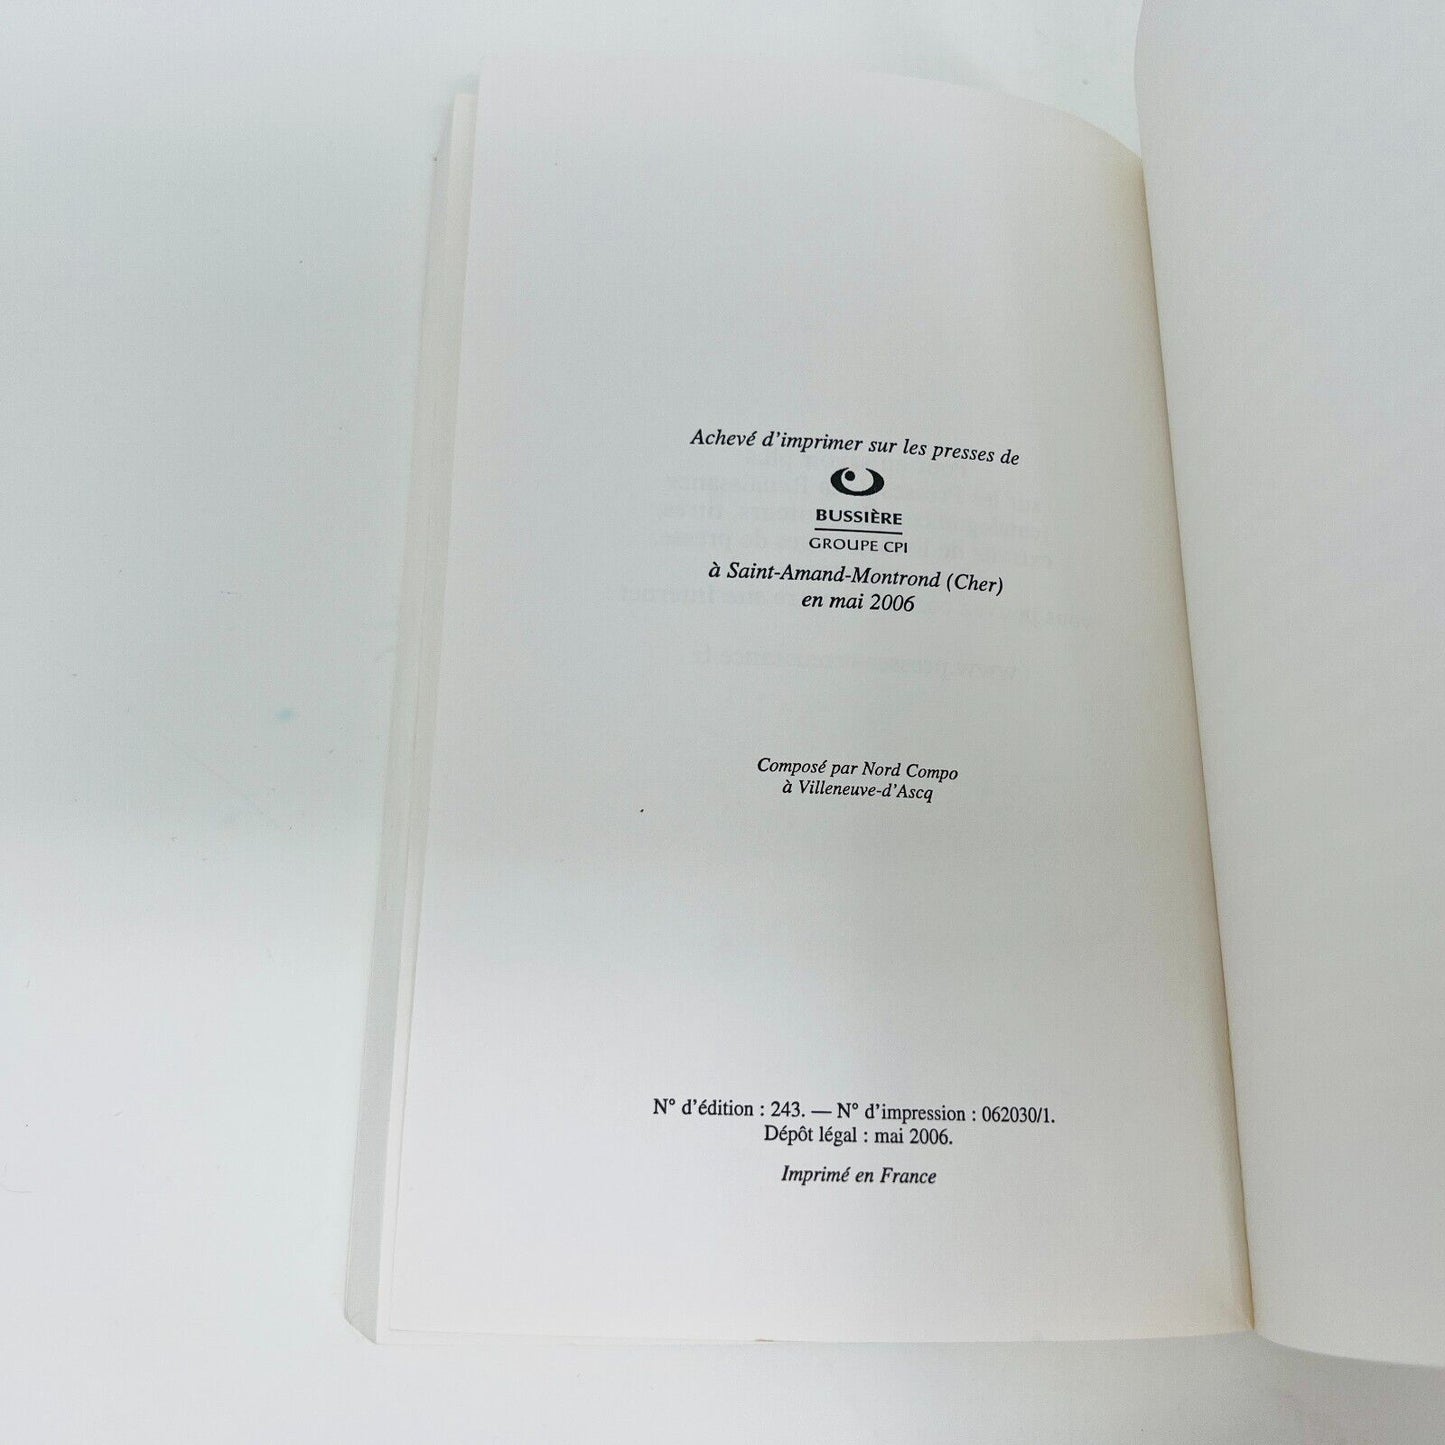 Achevé d'imprimer sur les presses de
BUSSIÈRE
GROUPE CPI
à Saint-Amand-Montrond (Cher)
en mai 2006
Composé par Nord Compo
à Villeneuve-d'Ascq
N° d'édition : 243. — N° d'impression : 062030/1.
Dépôt légal : mai 2006.
Imprimé en France